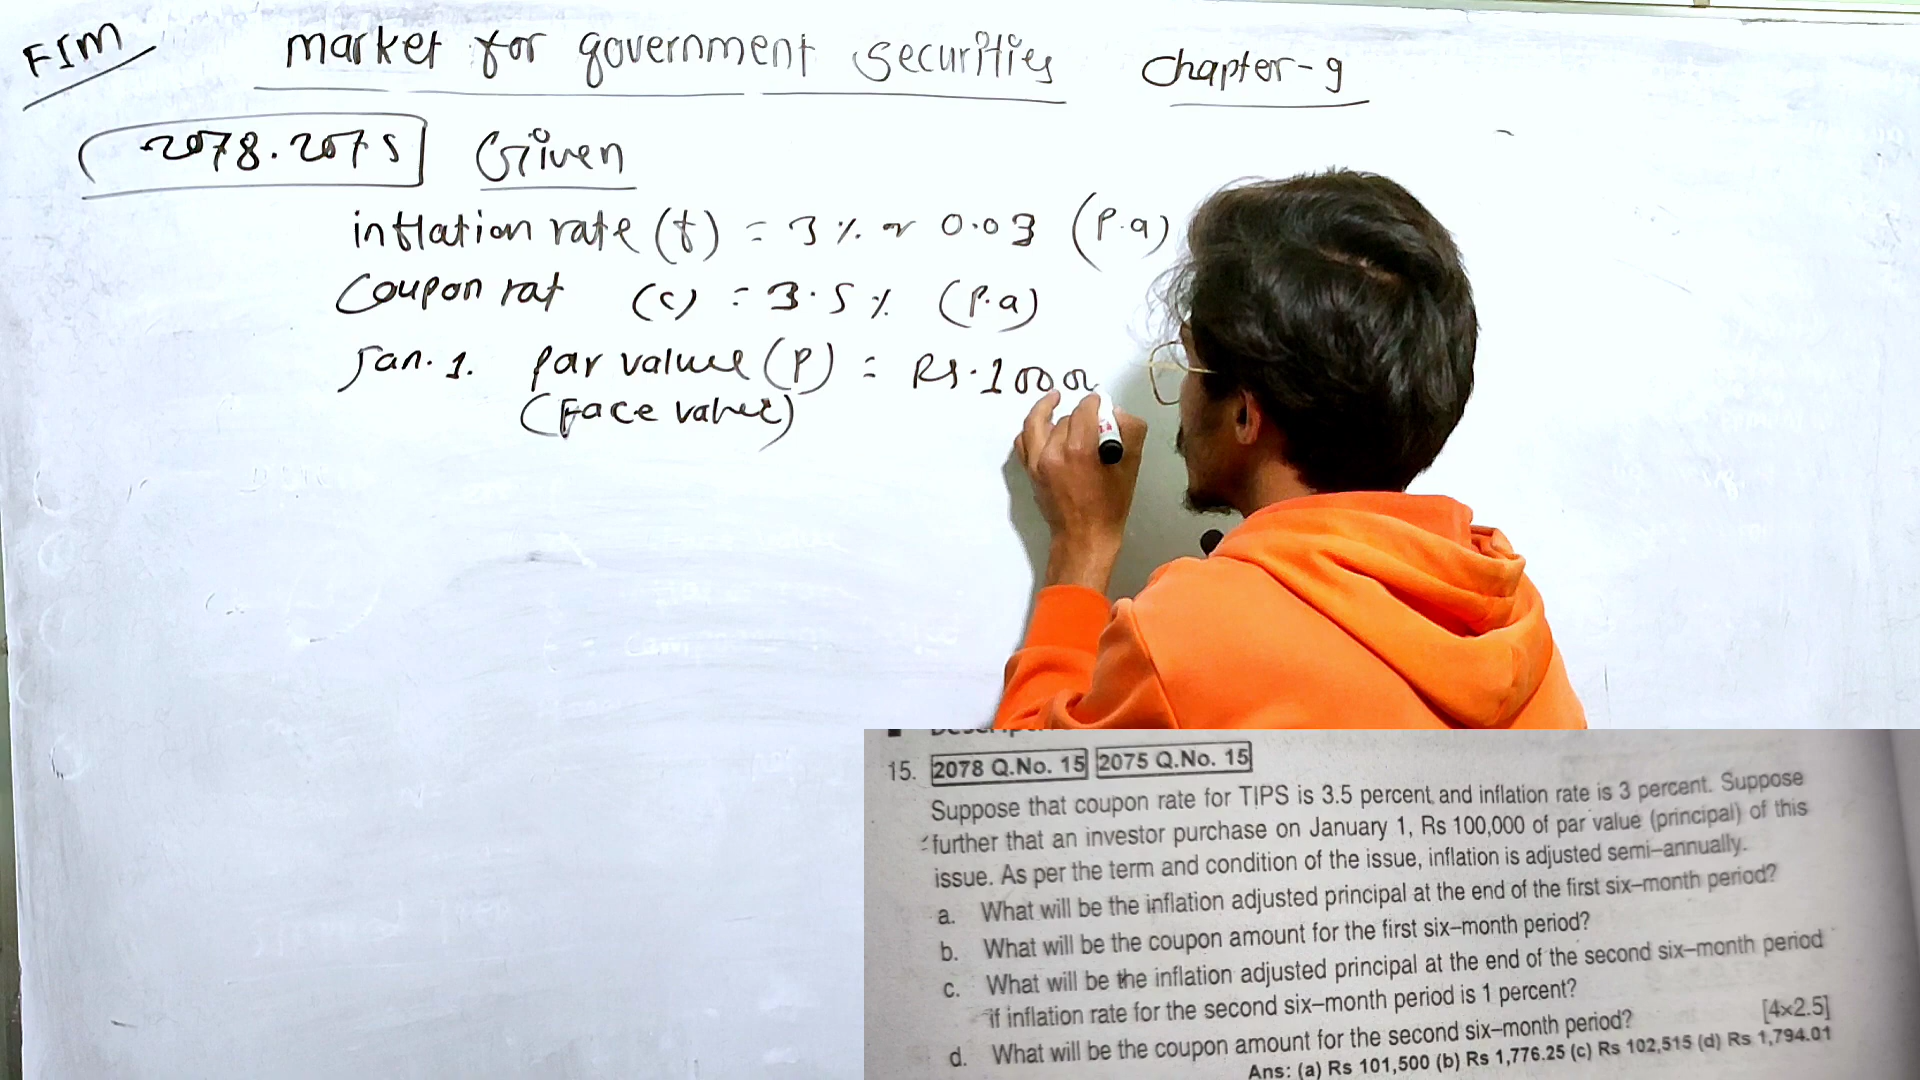 FIM
market for government securities chapter-9
2078.2075 Given
inflation rate (f) = 3% or 0.03 (p.a)
Coupon rat (c) = 3.5% (p.a)
Jan. 1. par value (P) = Rs.1000
(Face value)
15. 2078 Q.No. 15 2075 Q.No. 15
Suppose that coupon rate for TIPS is 3.5 percent and inflation rate is 3 percent. Suppose
further that an investor purchase on January 1, Rs 100,000 of par value (principal) of this
issue. As per the term and condition of the issue, inflation is adjusted semi-annually.
a. What will be the inflation adjusted principal at the end of the first six-month period?
b. What will be the coupon amount for the first six-month period?
c. What will be the inflation adjusted principal at the end of the second six-month period
if inflation rate for the second six-month period is 1 percent?
d. What will be the coupon amount for the second six-month period? [4×2.5]
Ans: (a) Rs 101,500 (b) Rs 1,776.25 (c) Rs 102,515 (d) Rs 1,794.01